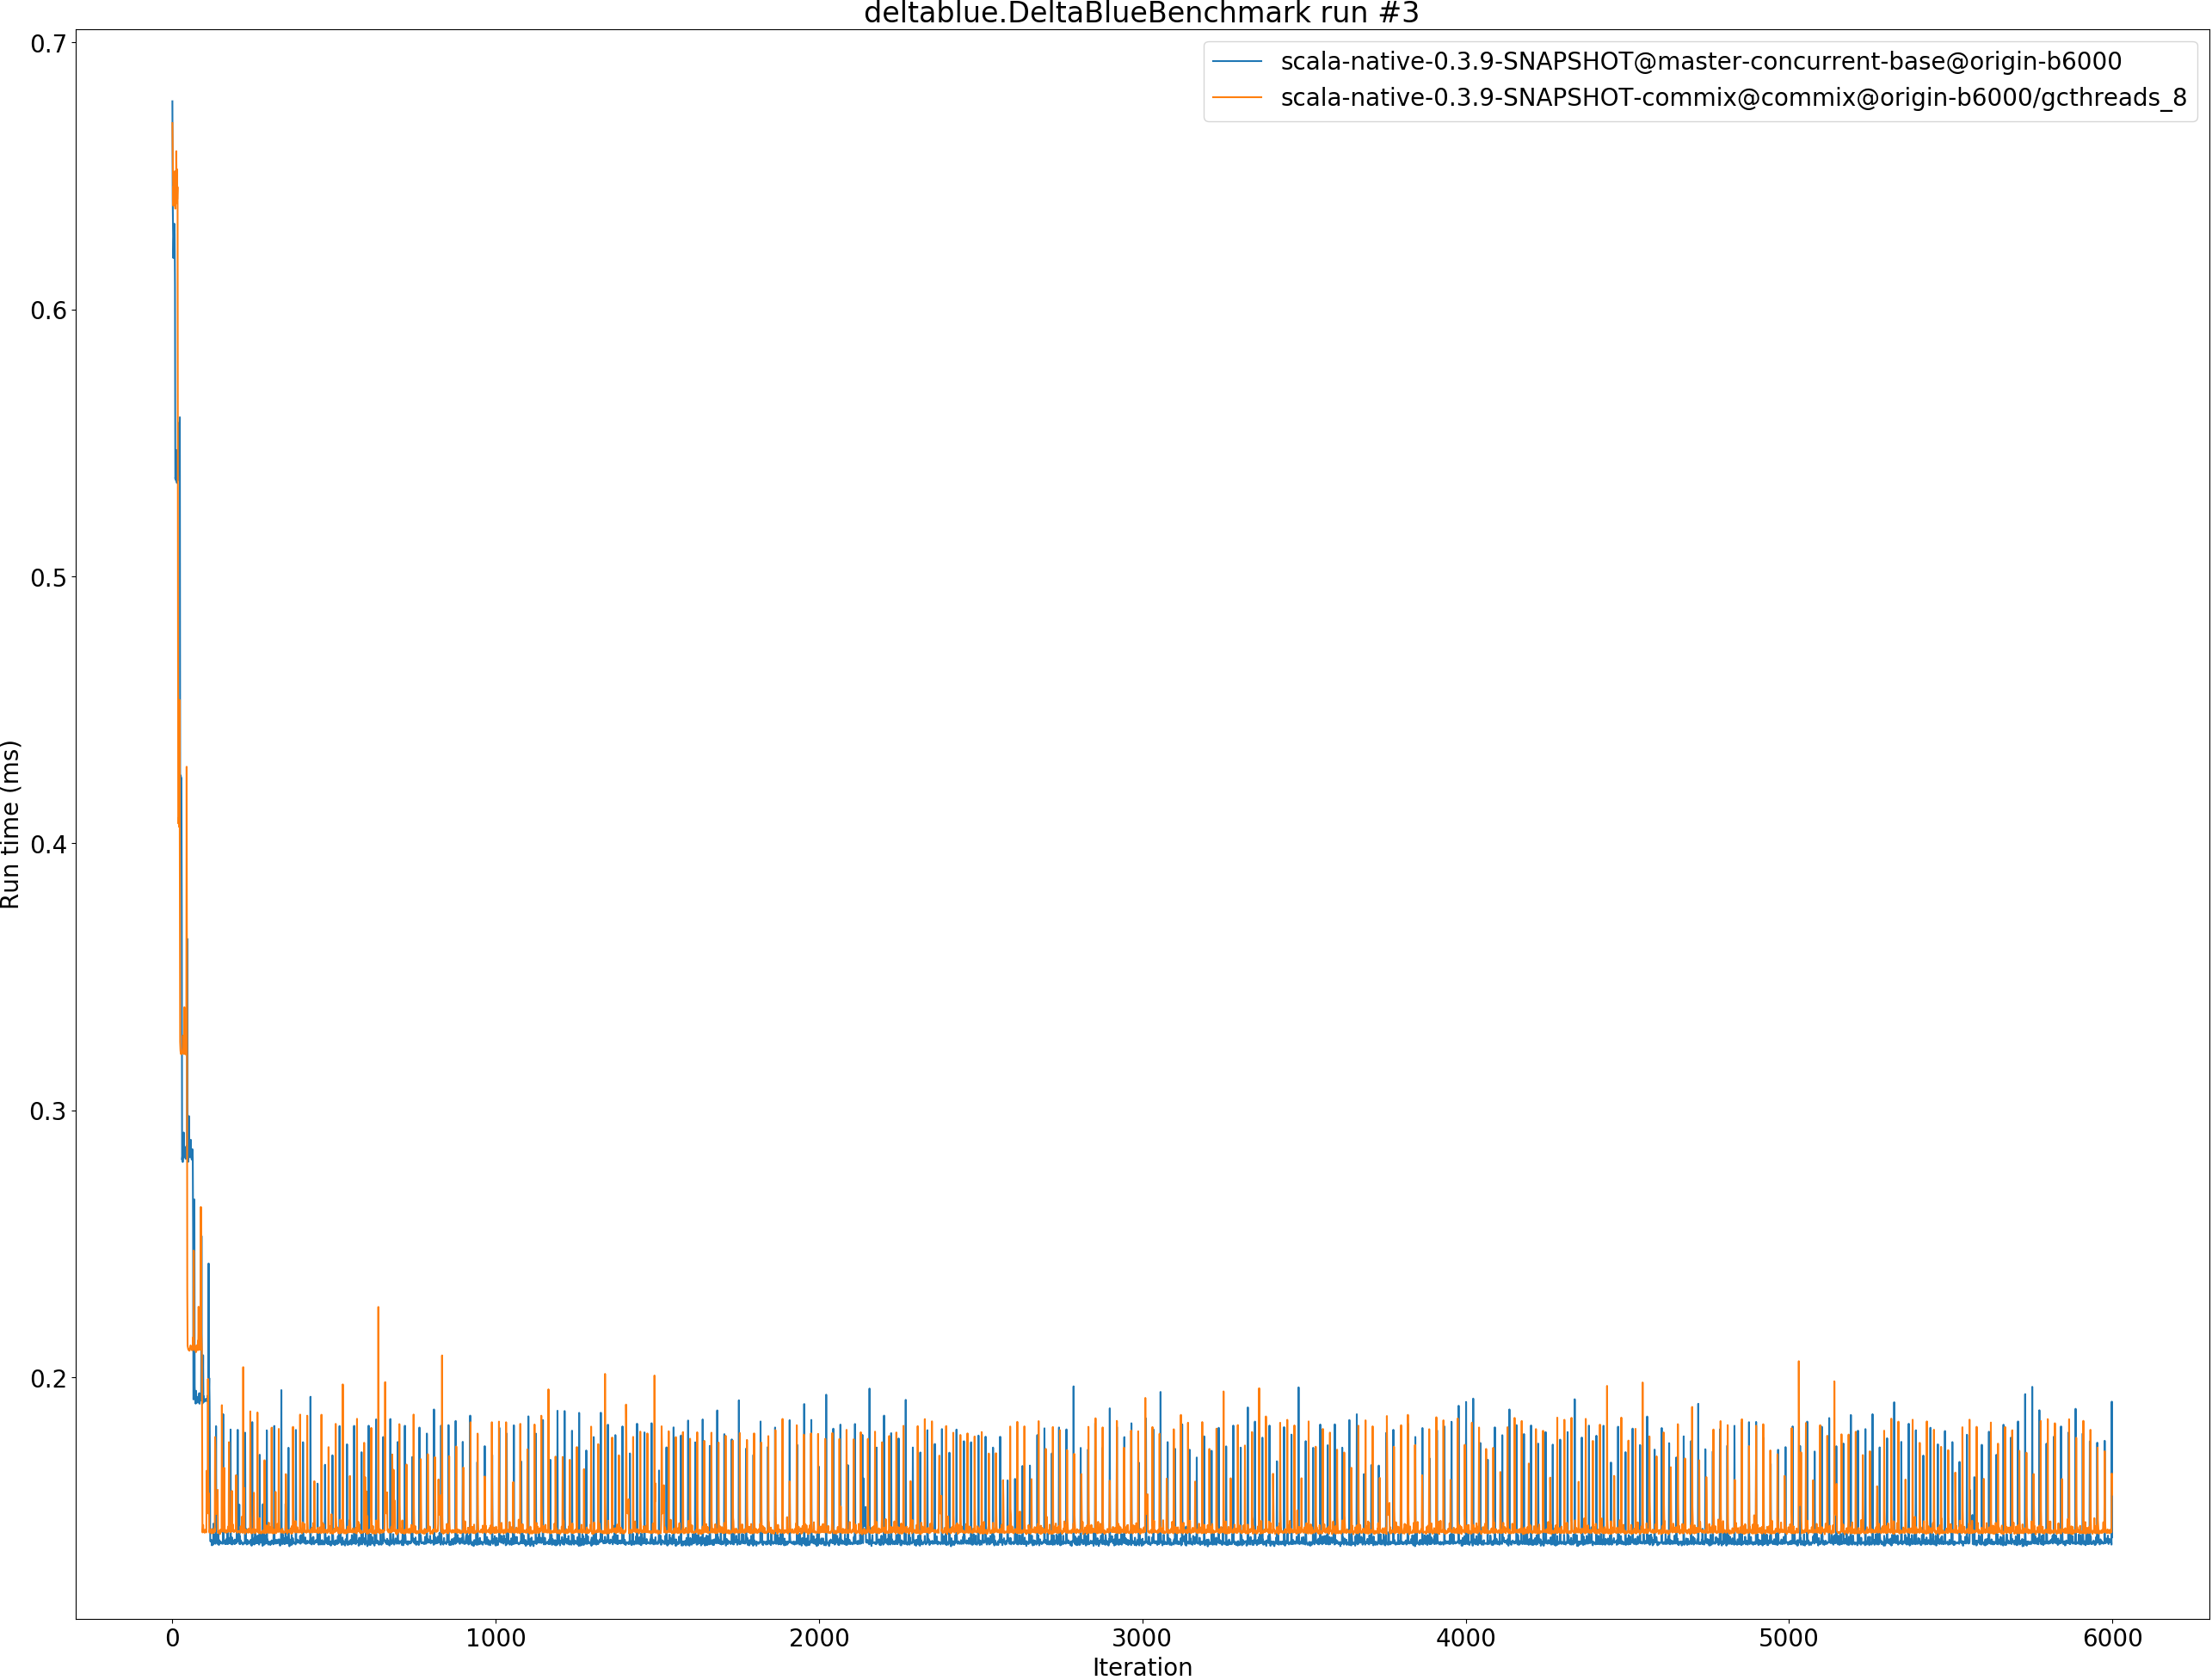 deltablue.DeltaBlueBenchmark run #3
scala-native-0.3.9-SNAPSHOT@master-concurrent-base@origin-b6000
scala-native-0.3.9-SNAPSHOT-commix@commix@origin-b6000/gcthreads_8
Run time (ms)
0.7
0.6
0.5
0.4
0.3
0.2
0 1000 2000 3000 4000 5000 6000
Iteration